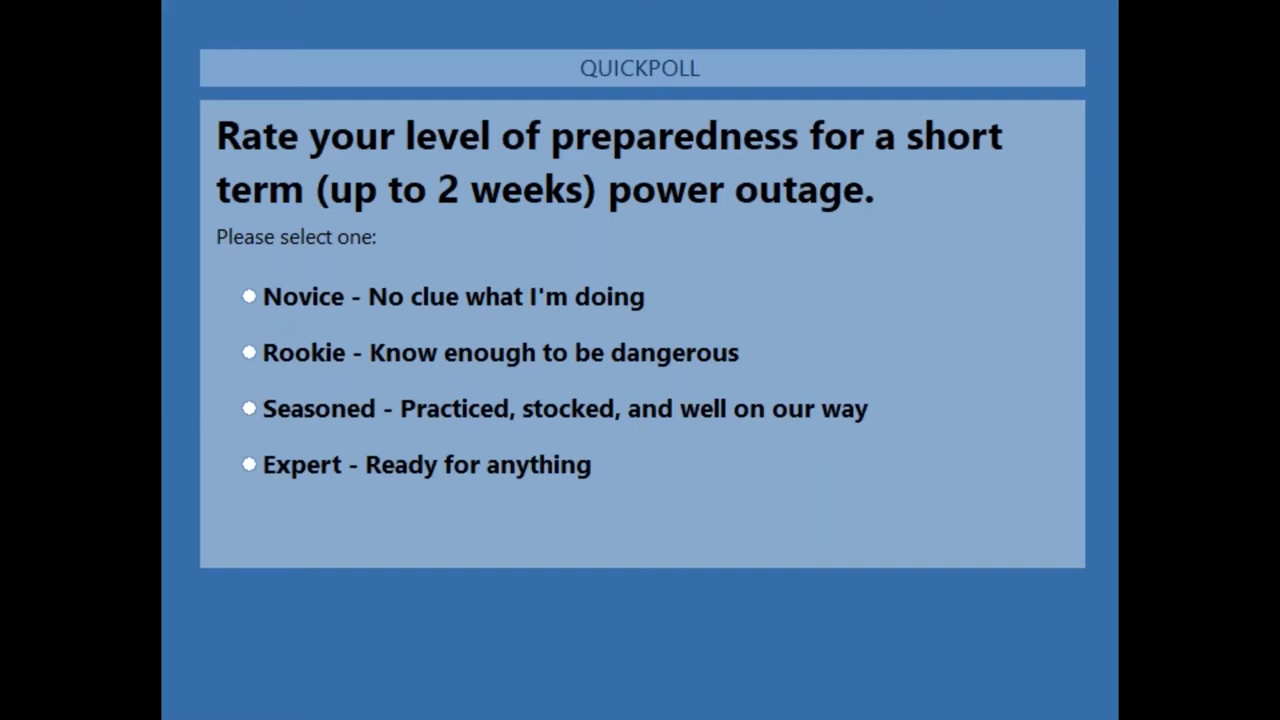 QUICKPOLL
Rate your level of preparedness for a short
term (up to 2 weeks) power outage.
Please select one:
Novice - No clue what I'm doing
Rookie - Know enough to be dangerous
Seasoned - Practiced, stocked, and well on our way
Expert - Ready for anything